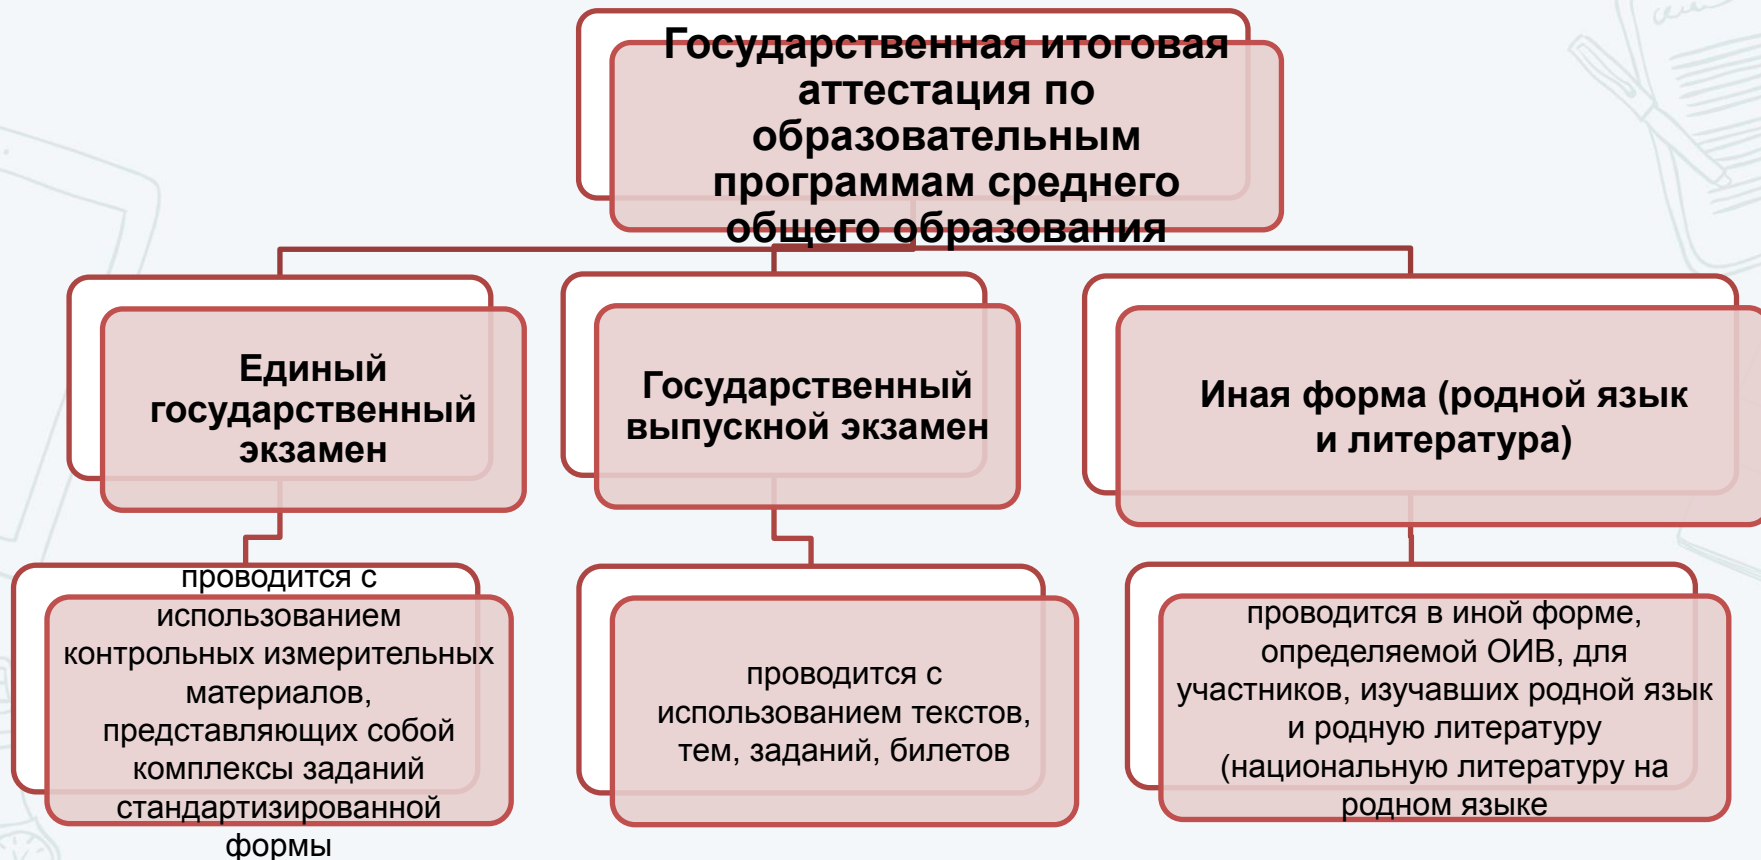 Государственная итоговая
аттестация по
образовательным
программам среднего
общего образования
Единый
государственный
экзамен
Государственный
выпускной экзамен
Иная форма (родной язык
и литература)
проводится с
использованием
контрольных измерительных
материалов,
представляющих собой
комплексы заданий
стандартизированной
формы
проводится с
использованием текстов,
тем, заданий, билетов
проводится в иной форме,
определяемой ОИВ, для
участников, изучавших родной язык
и родную литературу
(национальную литературу на
родном языке